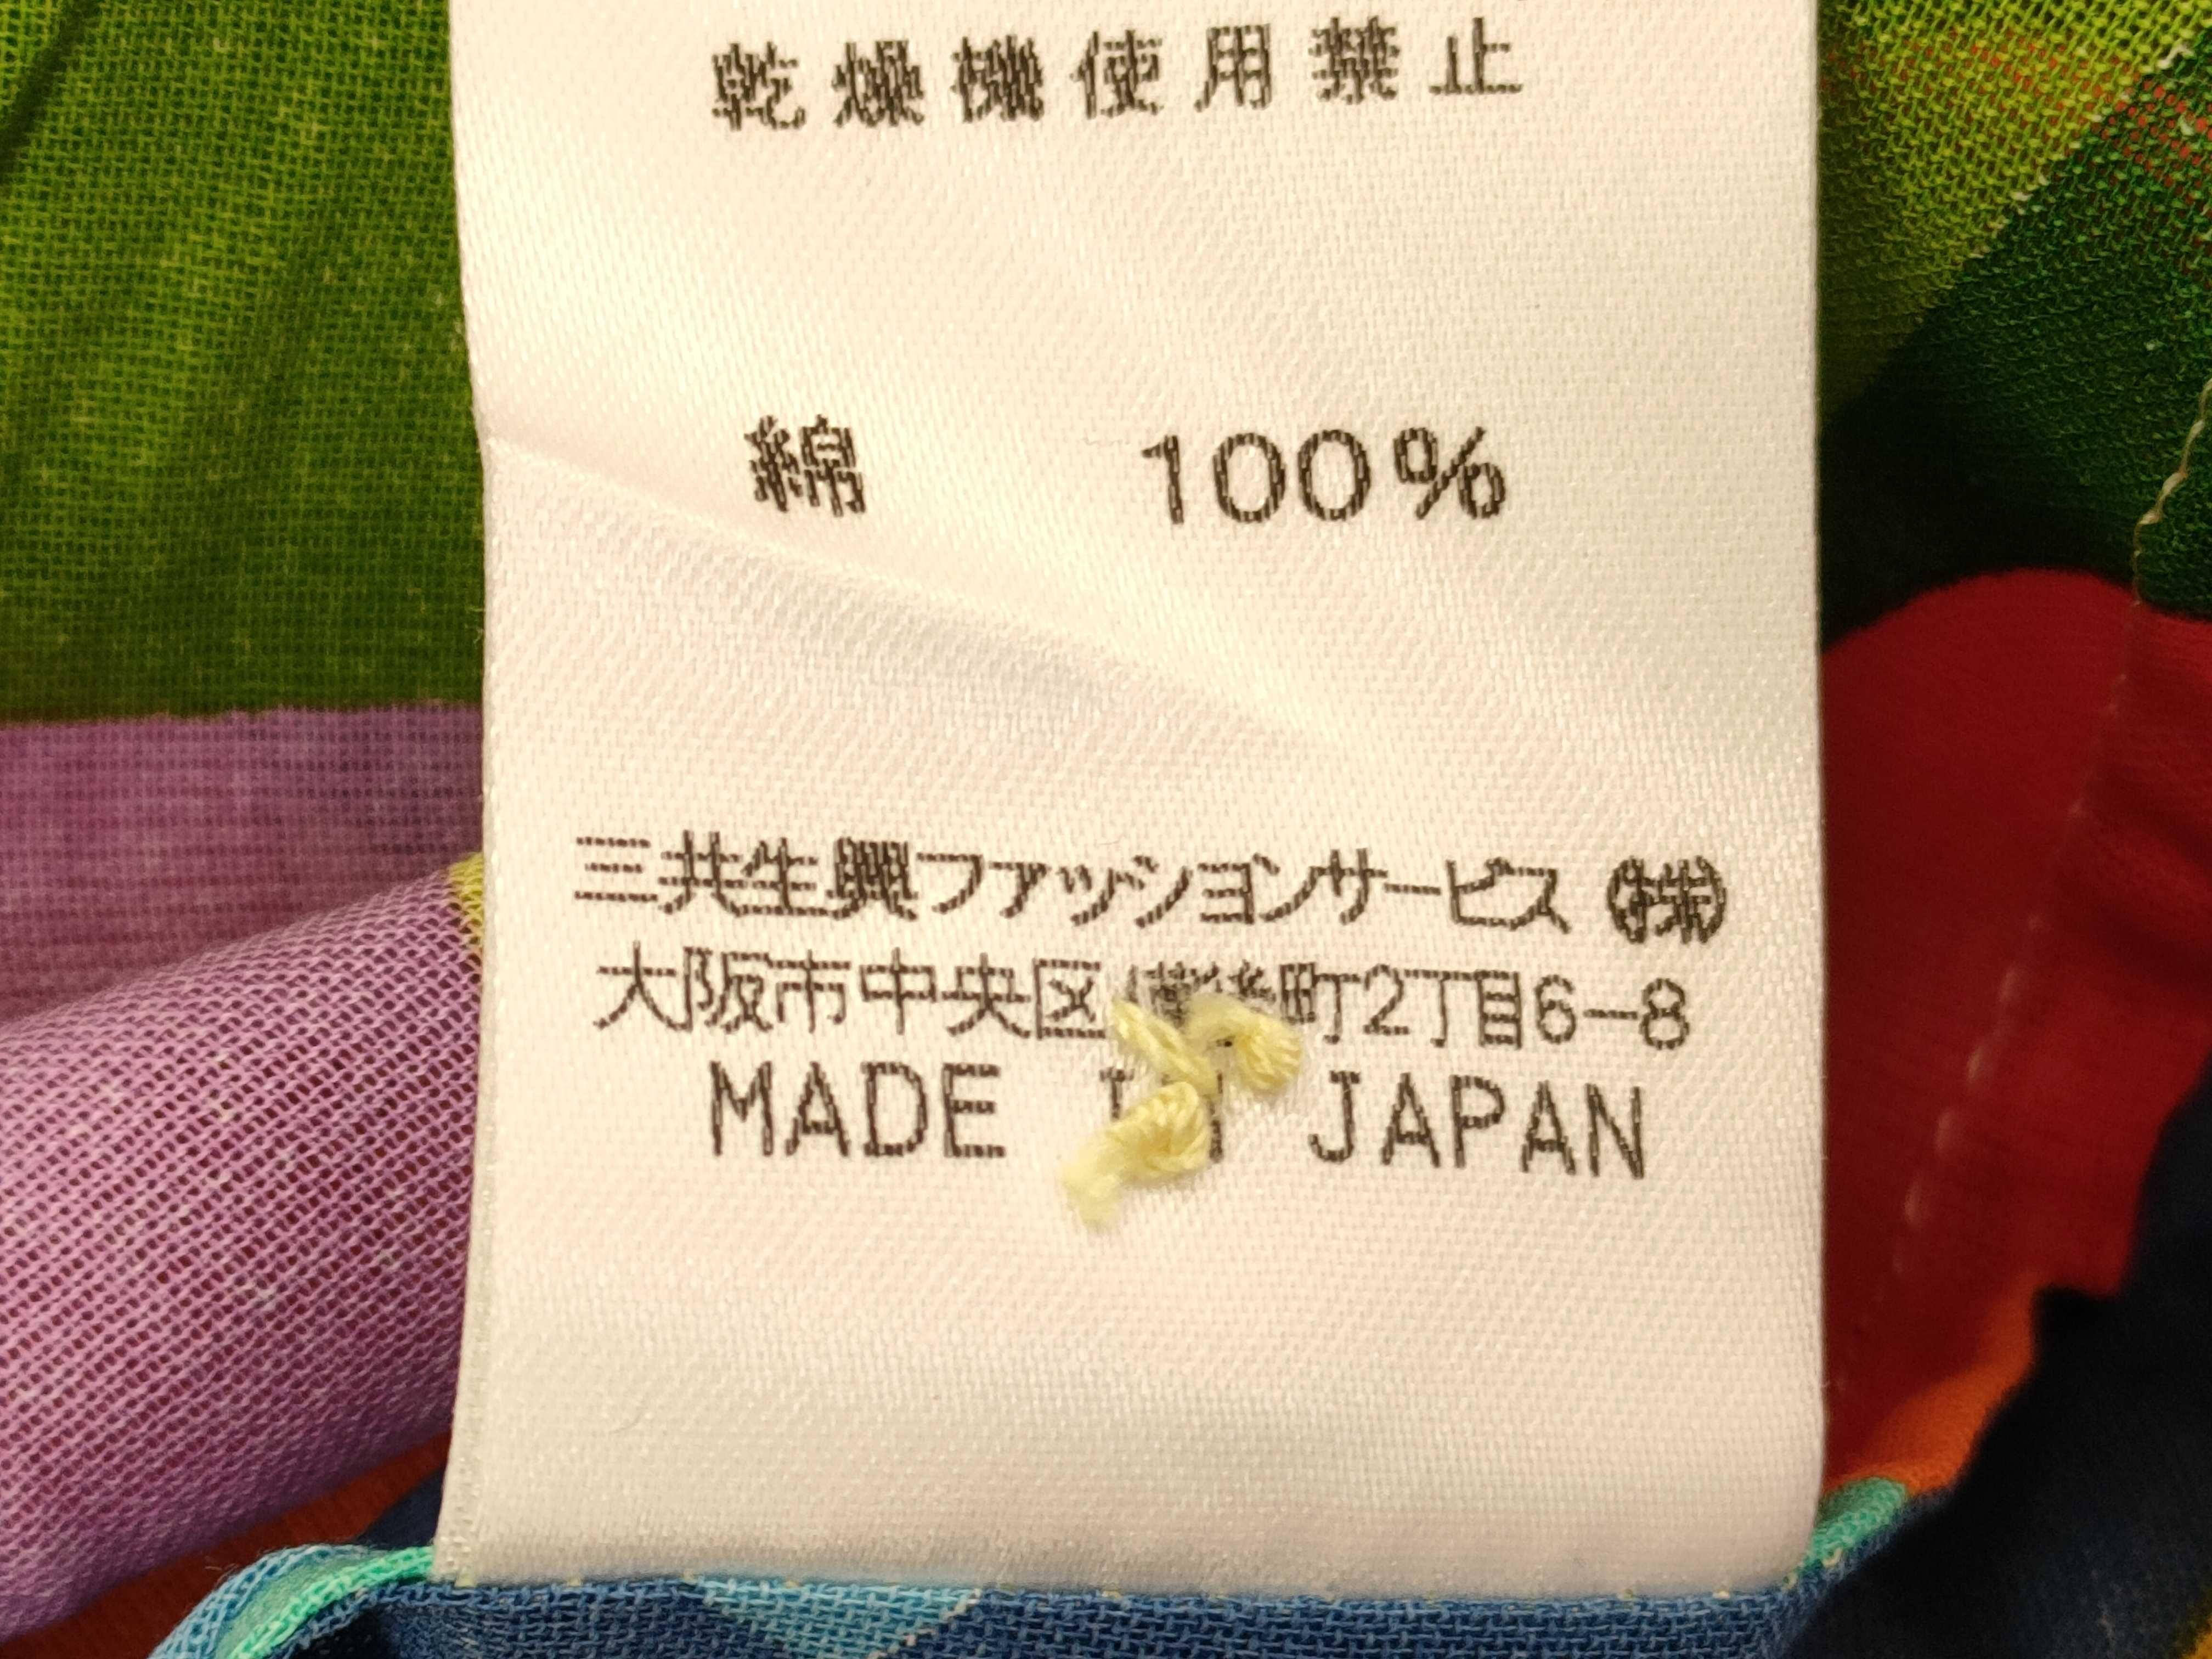 乾燥機使用禁止
綿 100%
三共生興ファッションサービス ㈱
大阪市中央区 町2丁目6-8
MADE IN JAPAN